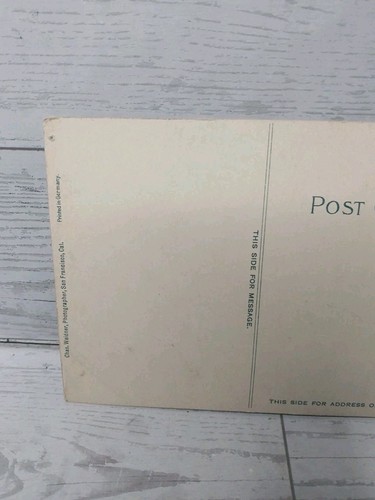 Printed in Germany.
Chas. Weidner, Photographer, San Francisco, Cal.
THIS SIDE FOR MESSAGE.
POST
THIS SIDE FOR ADDRESS O